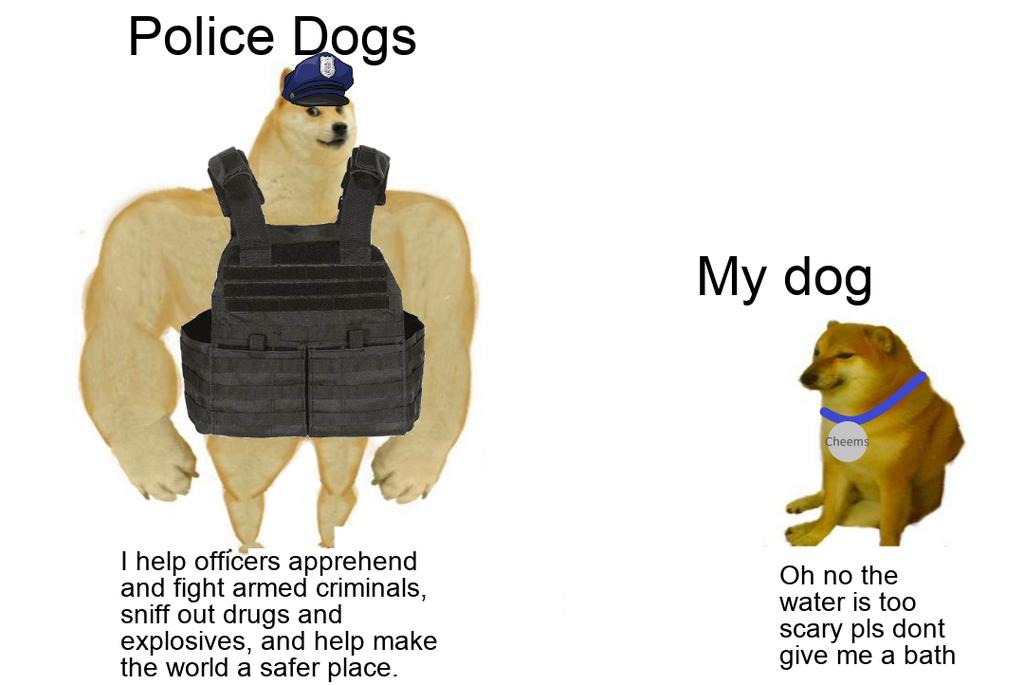 Police Dogs
I help officers apprehend
and fight armed criminals,
sniff out drugs and
explosives, and help make
the world a safer place.
My dog
Cheems
Oh no the
water is too
scary pls dont
give me a bath